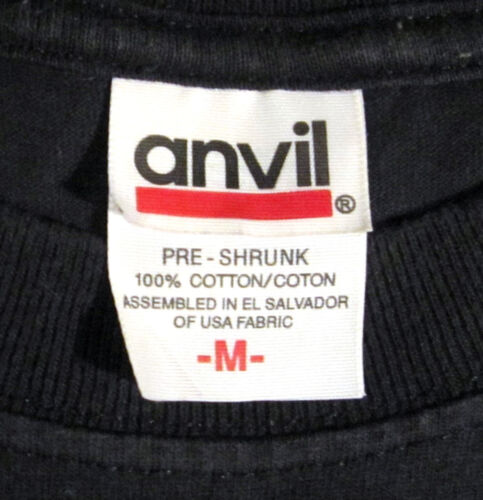 anvil
®
PRE-SHRUNK
100% COTTON/COTON
ASSEMBLED IN EL SALVADOR
OF USA FABRIC
-M-